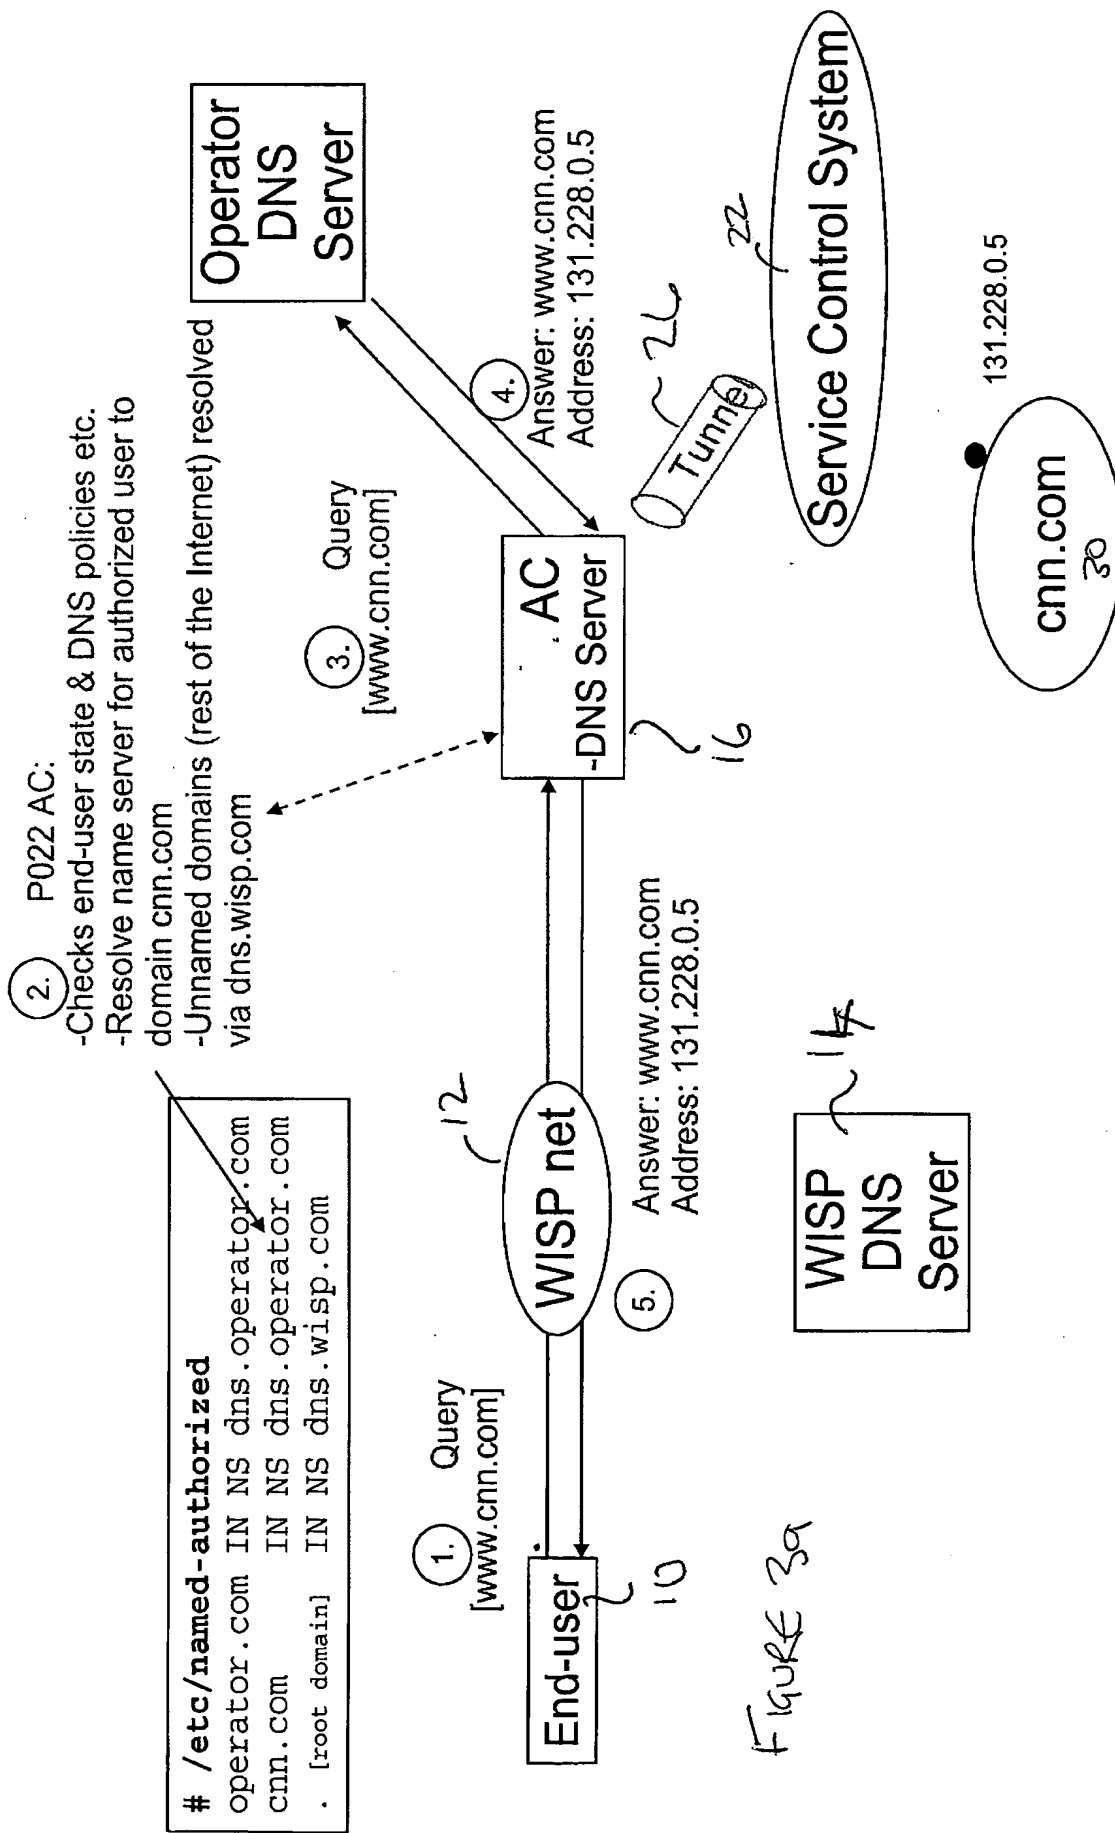 2. P022 AC:
-Checks end-user state & DNS policies etc.
-Resolve name server for authorized user to
domain cnn.com
-Unnamed domains (rest of the Internet) resolved
via dns.wisp.com
# /etc/named-authorized
operator.com IN NS dns.operator.com
cnn.com IN NS dns.operator.com
. [root domain] IN NS dns.wisp.com
Operator
DNS
Server
1. Query
[www.cnn.com]
3. Query
[www.cnn.com]
4.
Answer: www.cnn.com
Address: 131.228.0.5
End-user
10
WISP net
12
AC
-DNS Server
16
5.
Answer: www.cnn.com
Address: 131.228.0.5
Tunnel
26
WISP
DNS
Server
14
Service Control System
22
131.228.0.5
cnn.com
30
FIGURE 3a